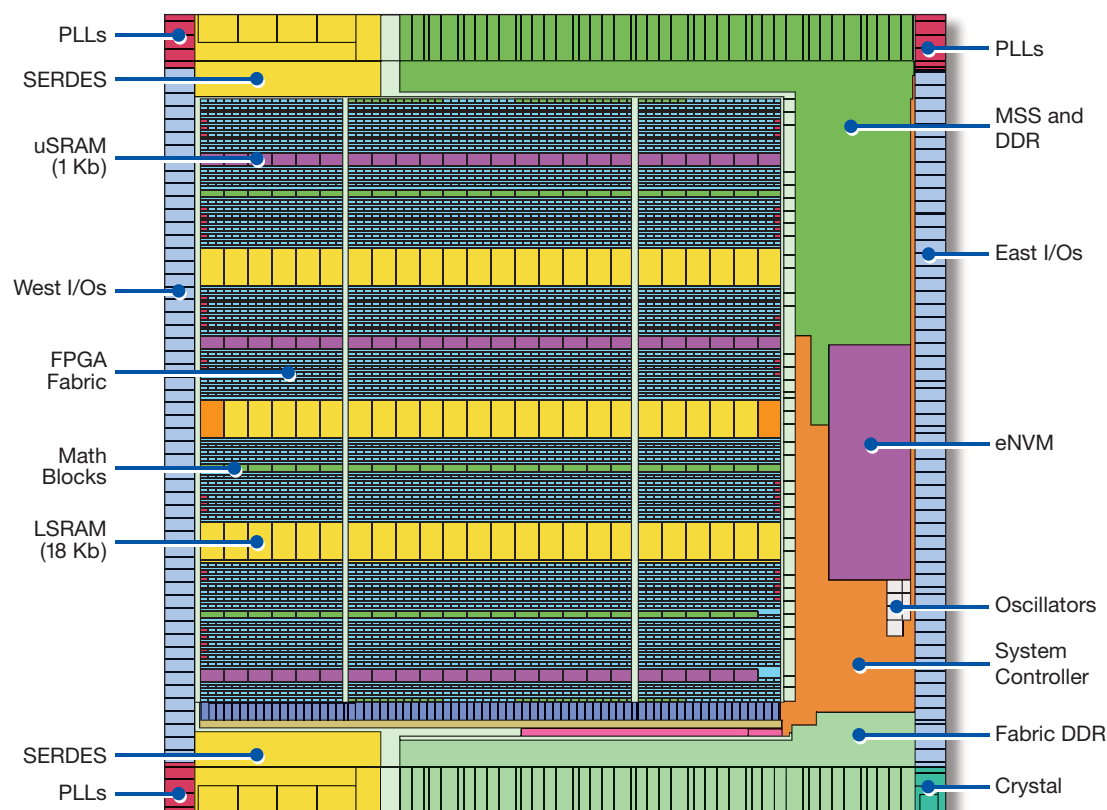 PLLs
SERDES
uSRAM
(1 Kb)
West I/Os
FPGA
Fabric
Math
Blocks
LSRAM
(18 Kb)
SERDES
PLLs
PLLs
MSS and
DDR
East I/Os
eNVM
Oscillators
System
Controller
Fabric DDR
Crystal